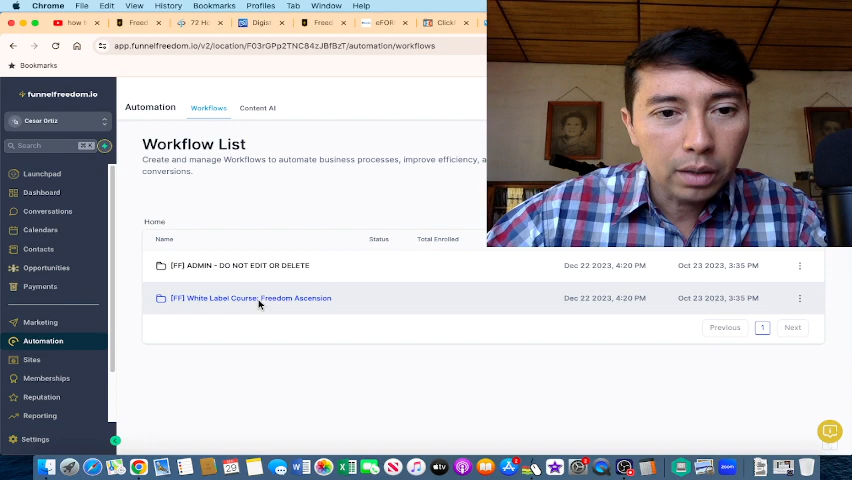 Chrome File Edit View History Bookmarks Profiles Tab Window Help
how t
Freed
72 Ho
Digist
Freed
eFOR
Click
app.funnelfreedom.io/v2/location/F03rGPp2TNC84zJBfBzT/automation/workflows
Bookmarks
funnelfreedom.io
Cesar Ortiz
Search
⌘K
Launchpad
Dashboard
Conversations
Calendars
Contacts
Opportunities
Payments
Marketing
Automation
Sites
Memberships
Reputation
Reporting
Settings
Automation Workflows Content AI
Workflow List
Create and manage Workflows to automate business processes, improve efficiency, a
conversions.
Home
Name Status Total Enrolled
[FF] ADMIN - DO NOT EDIT OR DELETE Dec 22 2023, 4:20 PM Oct 23 2023, 3:35 PM
[FF] White Label Course: Freedom Ascension Dec 22 2023, 4:20 PM Oct 23 2023, 3:35 PM
Previous 1 Next
29
tv
zoom